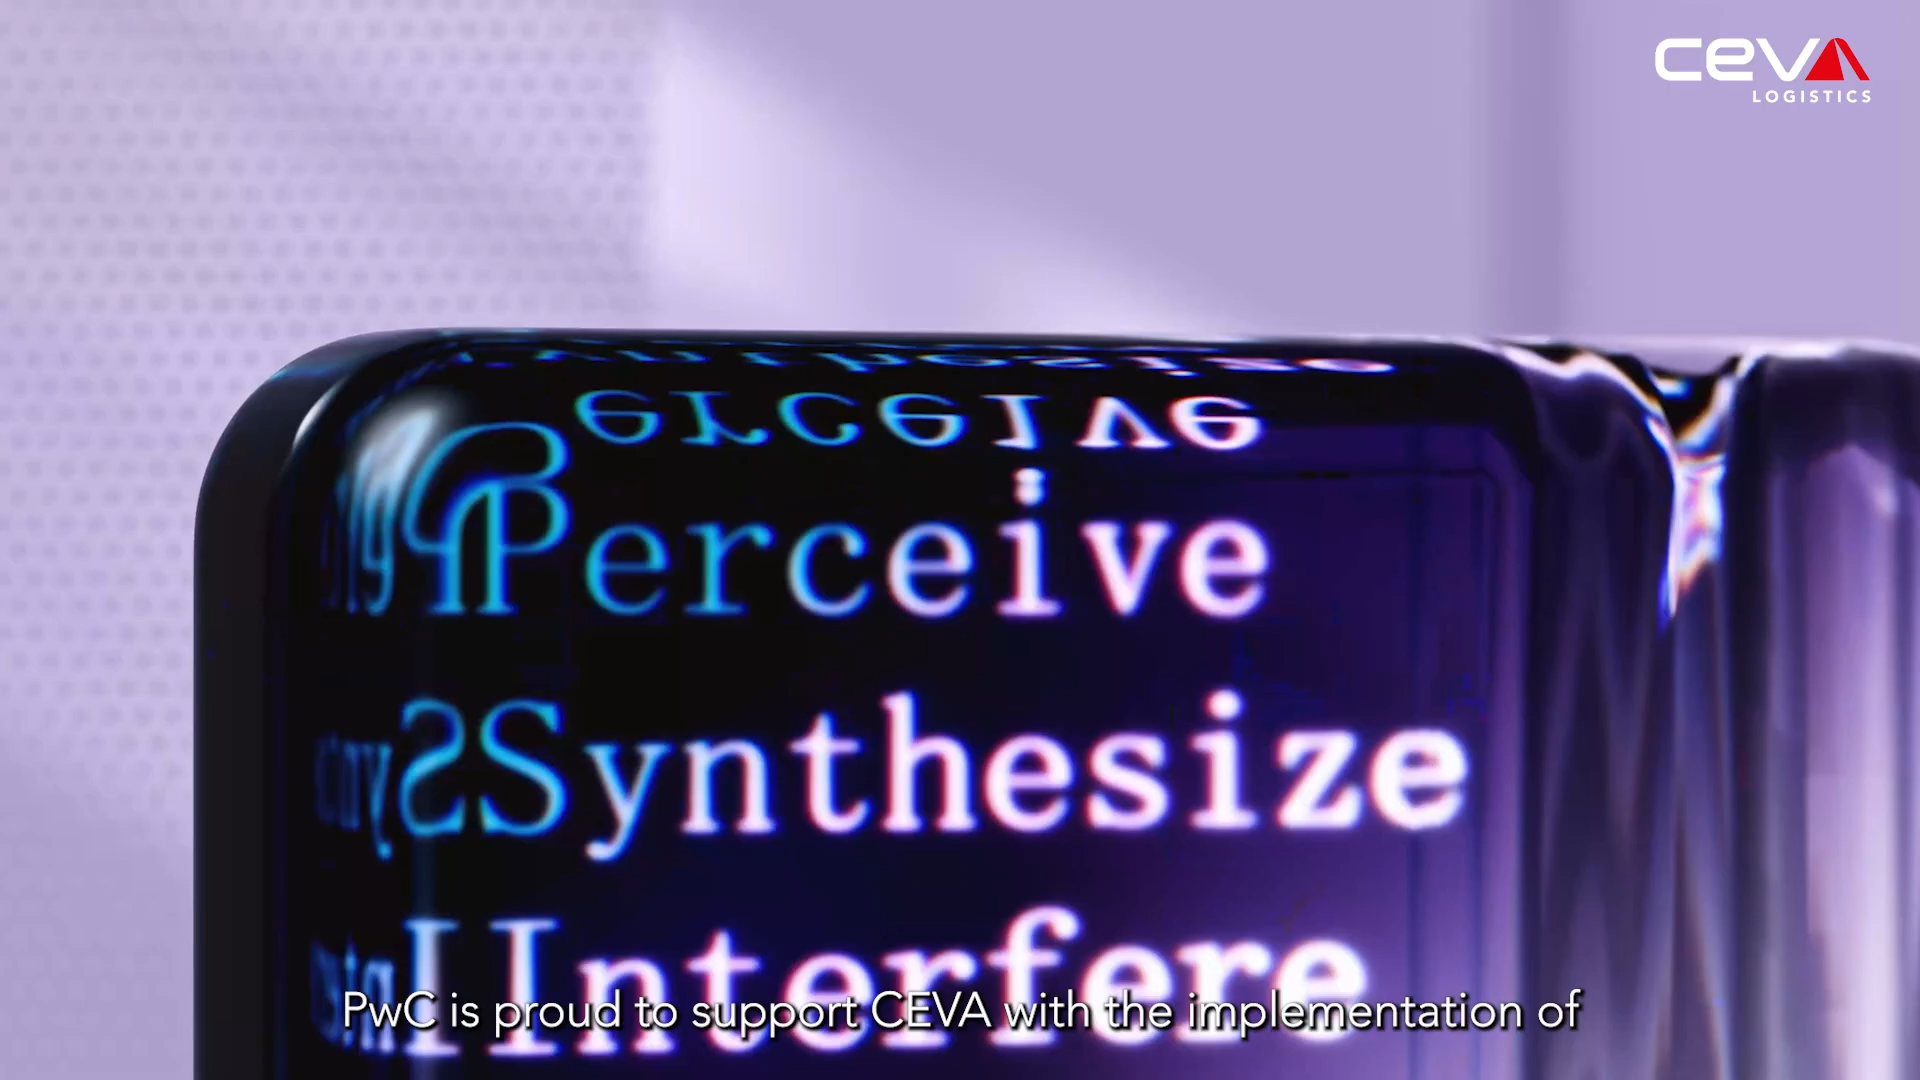 CEVA
LOGISTICS
Perceive
Synthesize
Interfere
PwC is proud to support CEVA with the implementation of